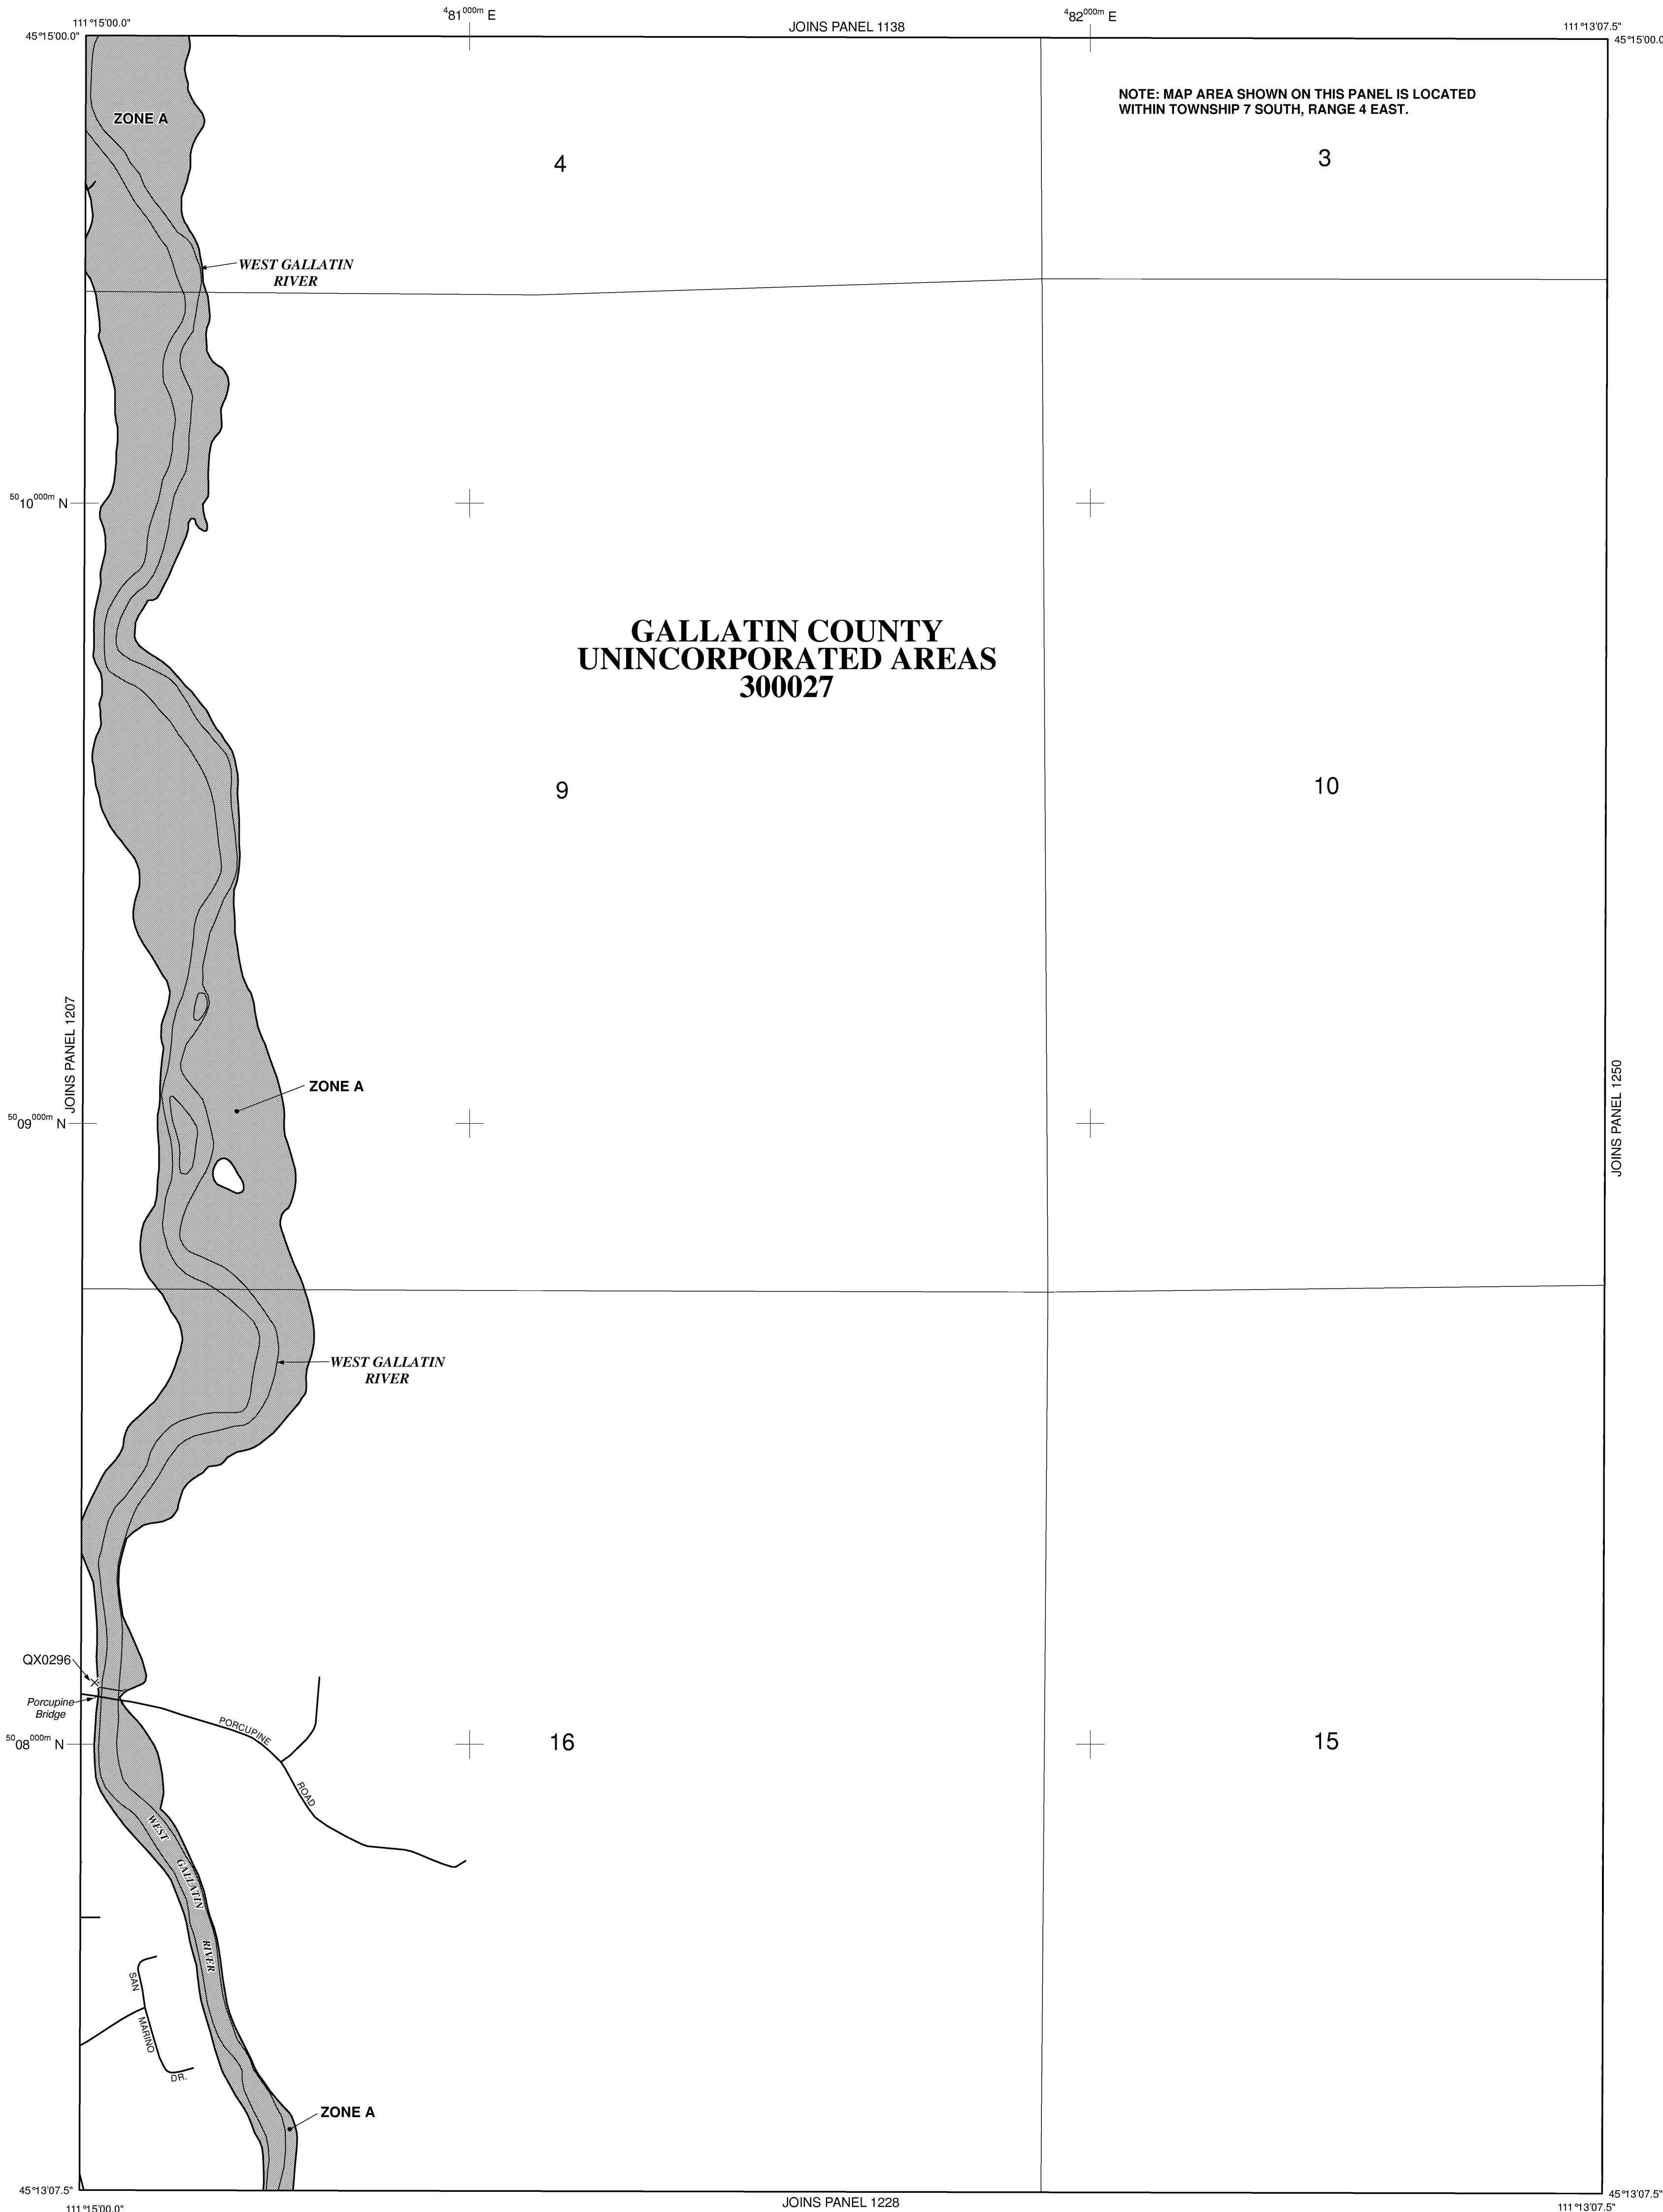 ⁴81⁰⁰⁰ᵐ E
⁴82⁰⁰⁰ᵐ E
111°15'00.0"
JOINS PANEL 1138
111°13'07.5"
45°15'00.0"
45°15'00.0
NOTE: MAP AREA SHOWN ON THIS PANEL IS LOCATED
WITHIN TOWNSHIP 7 SOUTH, RANGE 4 EAST.
ZONE A
4
3
WEST GALLATIN
RIVER
⁵⁰10⁰⁰⁰ᵐ N
GALLATIN COUNTY
UNINCORPORATED AREAS
300027
9
10
JOINS PANEL 1207
JOINS PANEL 1250
ZONE A
⁵⁰09⁰⁰⁰ᵐ N
WEST GALLATIN
RIVER
QX0296
Porcupine
Bridge
PORCUPINE
ROAD
⁵⁰08⁰⁰⁰ᵐ N
16
15
WEST
GALLATIN
RIVER
SAN
MARINO
DR.
ZONE A
45°13'07.5"
45°13'07.5"
JOINS PANEL 1228
111°15'00.0"
111°13'07.5"